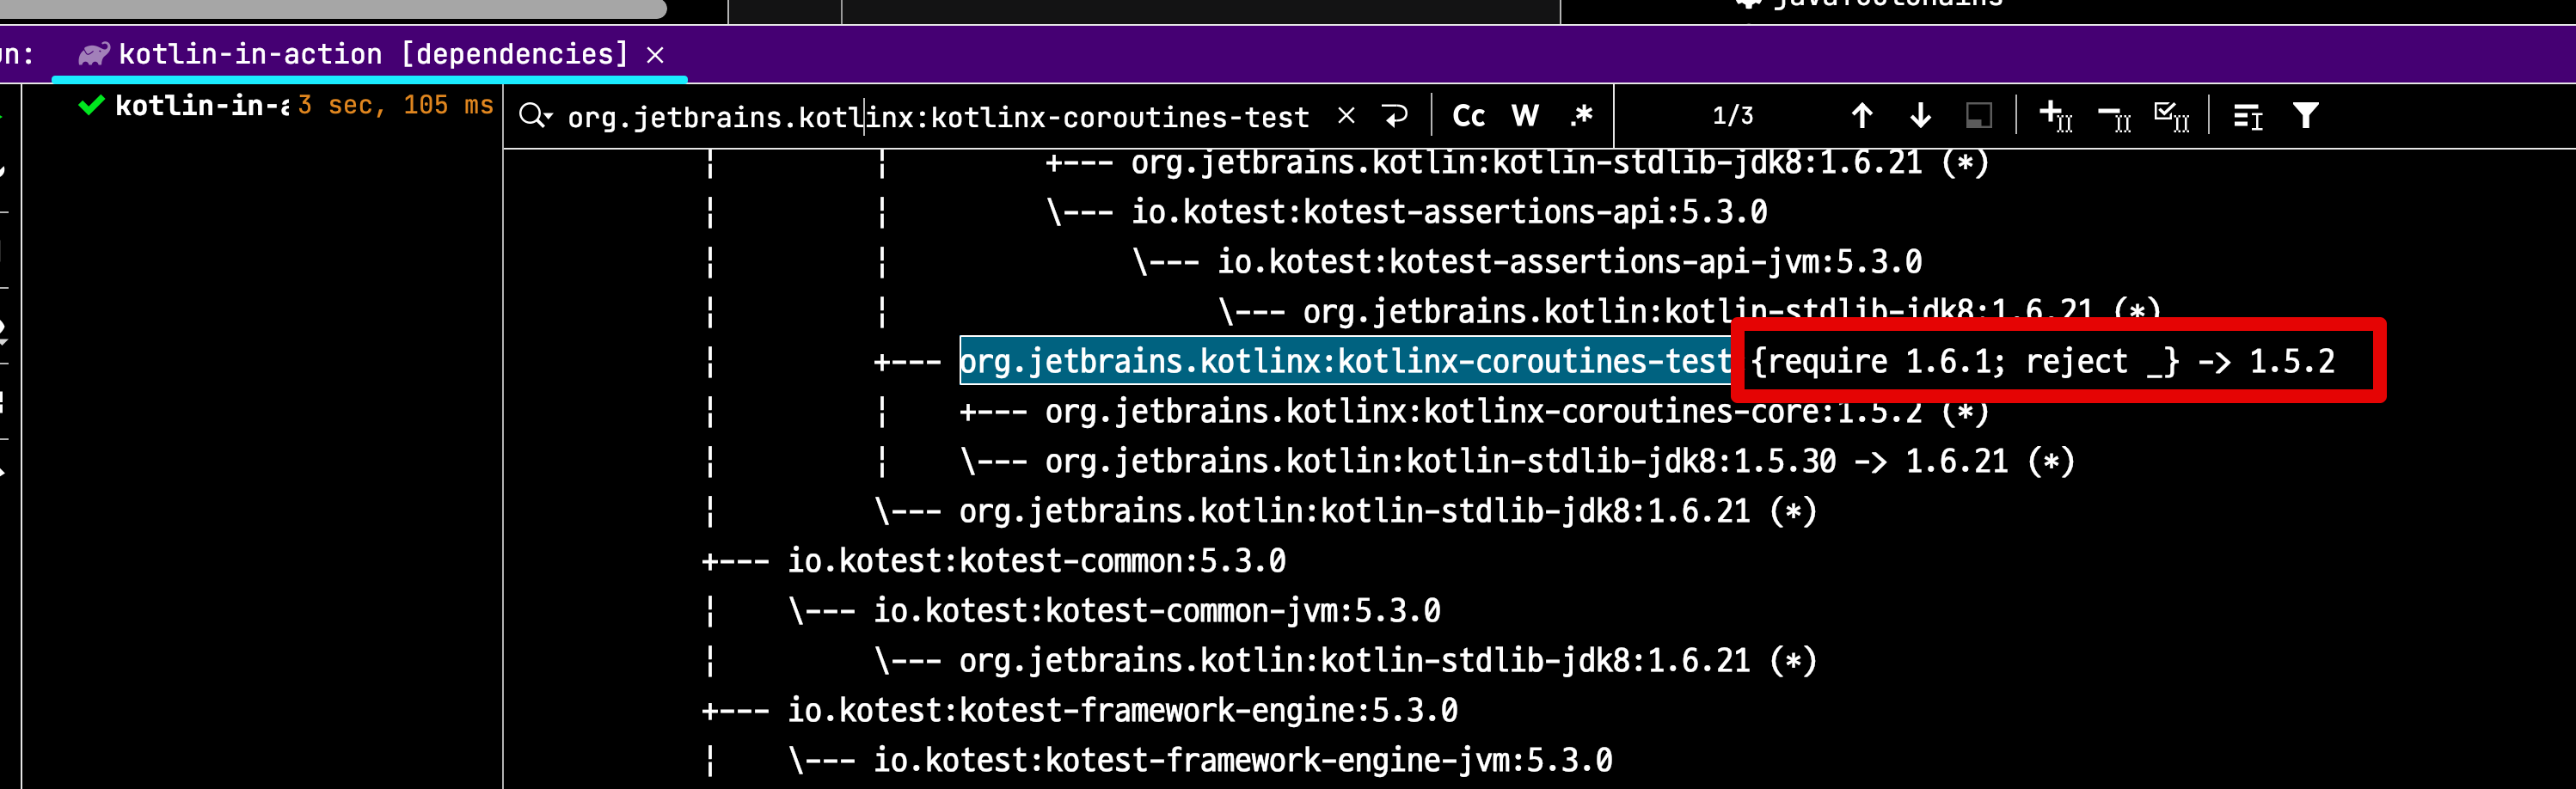 javaToolchains
un: kotlin-in-action [dependencies] ×
kotlin-in-a 3 sec, 105 ms
org.jetbrains.kotlinx:kotlinx-coroutines-test × Cc W .* 1/3
¦ ¦ +--- org.jetbrains.kotlin:kotlin-stdlib-jdk8:1.6.21 (*)
¦ ¦ \--- io.kotest:kotest-assertions-api:5.3.0
¦ ¦ \--- io.kotest:kotest-assertions-api-jvm:5.3.0
¦ ¦ \--- org.jetbrains.kotlin:kotlin-stdlib-jdk8:1.6.21 (*)
¦ +--- org.jetbrains.kotlinx:kotlinx-coroutines-test {require 1.6.1; reject _} -> 1.5.2
¦ ¦ +--- org.jetbrains.kotlinx:kotlinx-coroutines-core:1.5.2 (*)
¦ ¦ \--- org.jetbrains.kotlin:kotlin-stdlib-jdk8:1.5.30 -> 1.6.21 (*)
¦ \--- org.jetbrains.kotlin:kotlin-stdlib-jdk8:1.6.21 (*)
+--- io.kotest:kotest-common:5.3.0
¦ \--- io.kotest:kotest-common-jvm:5.3.0
¦ \--- org.jetbrains.kotlin:kotlin-stdlib-jdk8:1.6.21 (*)
+--- io.kotest:kotest-framework-engine:5.3.0
¦ \--- io.kotest:kotest-framework-engine-jvm:5.3.0